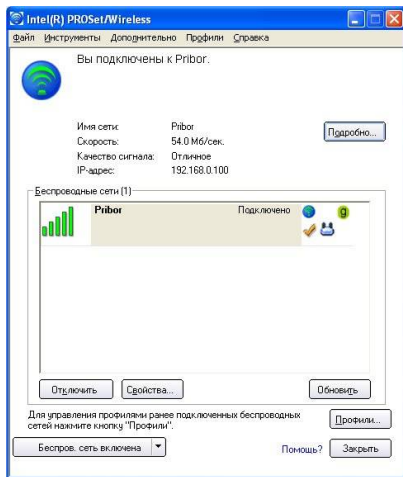 Intel(R) PROSet/Wireless
Файл Инструменты Дополнительно Профили Справка
Вы подключены к Pribor.
Имя сети: Pribor
Скорость: 54.0 Мб/сек.
Качество сигнала: Отличное
IP-адрес: 192.168.0.100
Подробно...
Беспроводные сети (1)
Pribor Подключено
g
Отключить Свойства... Обновить
Для управления профилями ранее подключенных беспроводных
сетей нажмите кнопку "Профили".
Профили...
Беспров. сеть включена Помощь? Закрыть